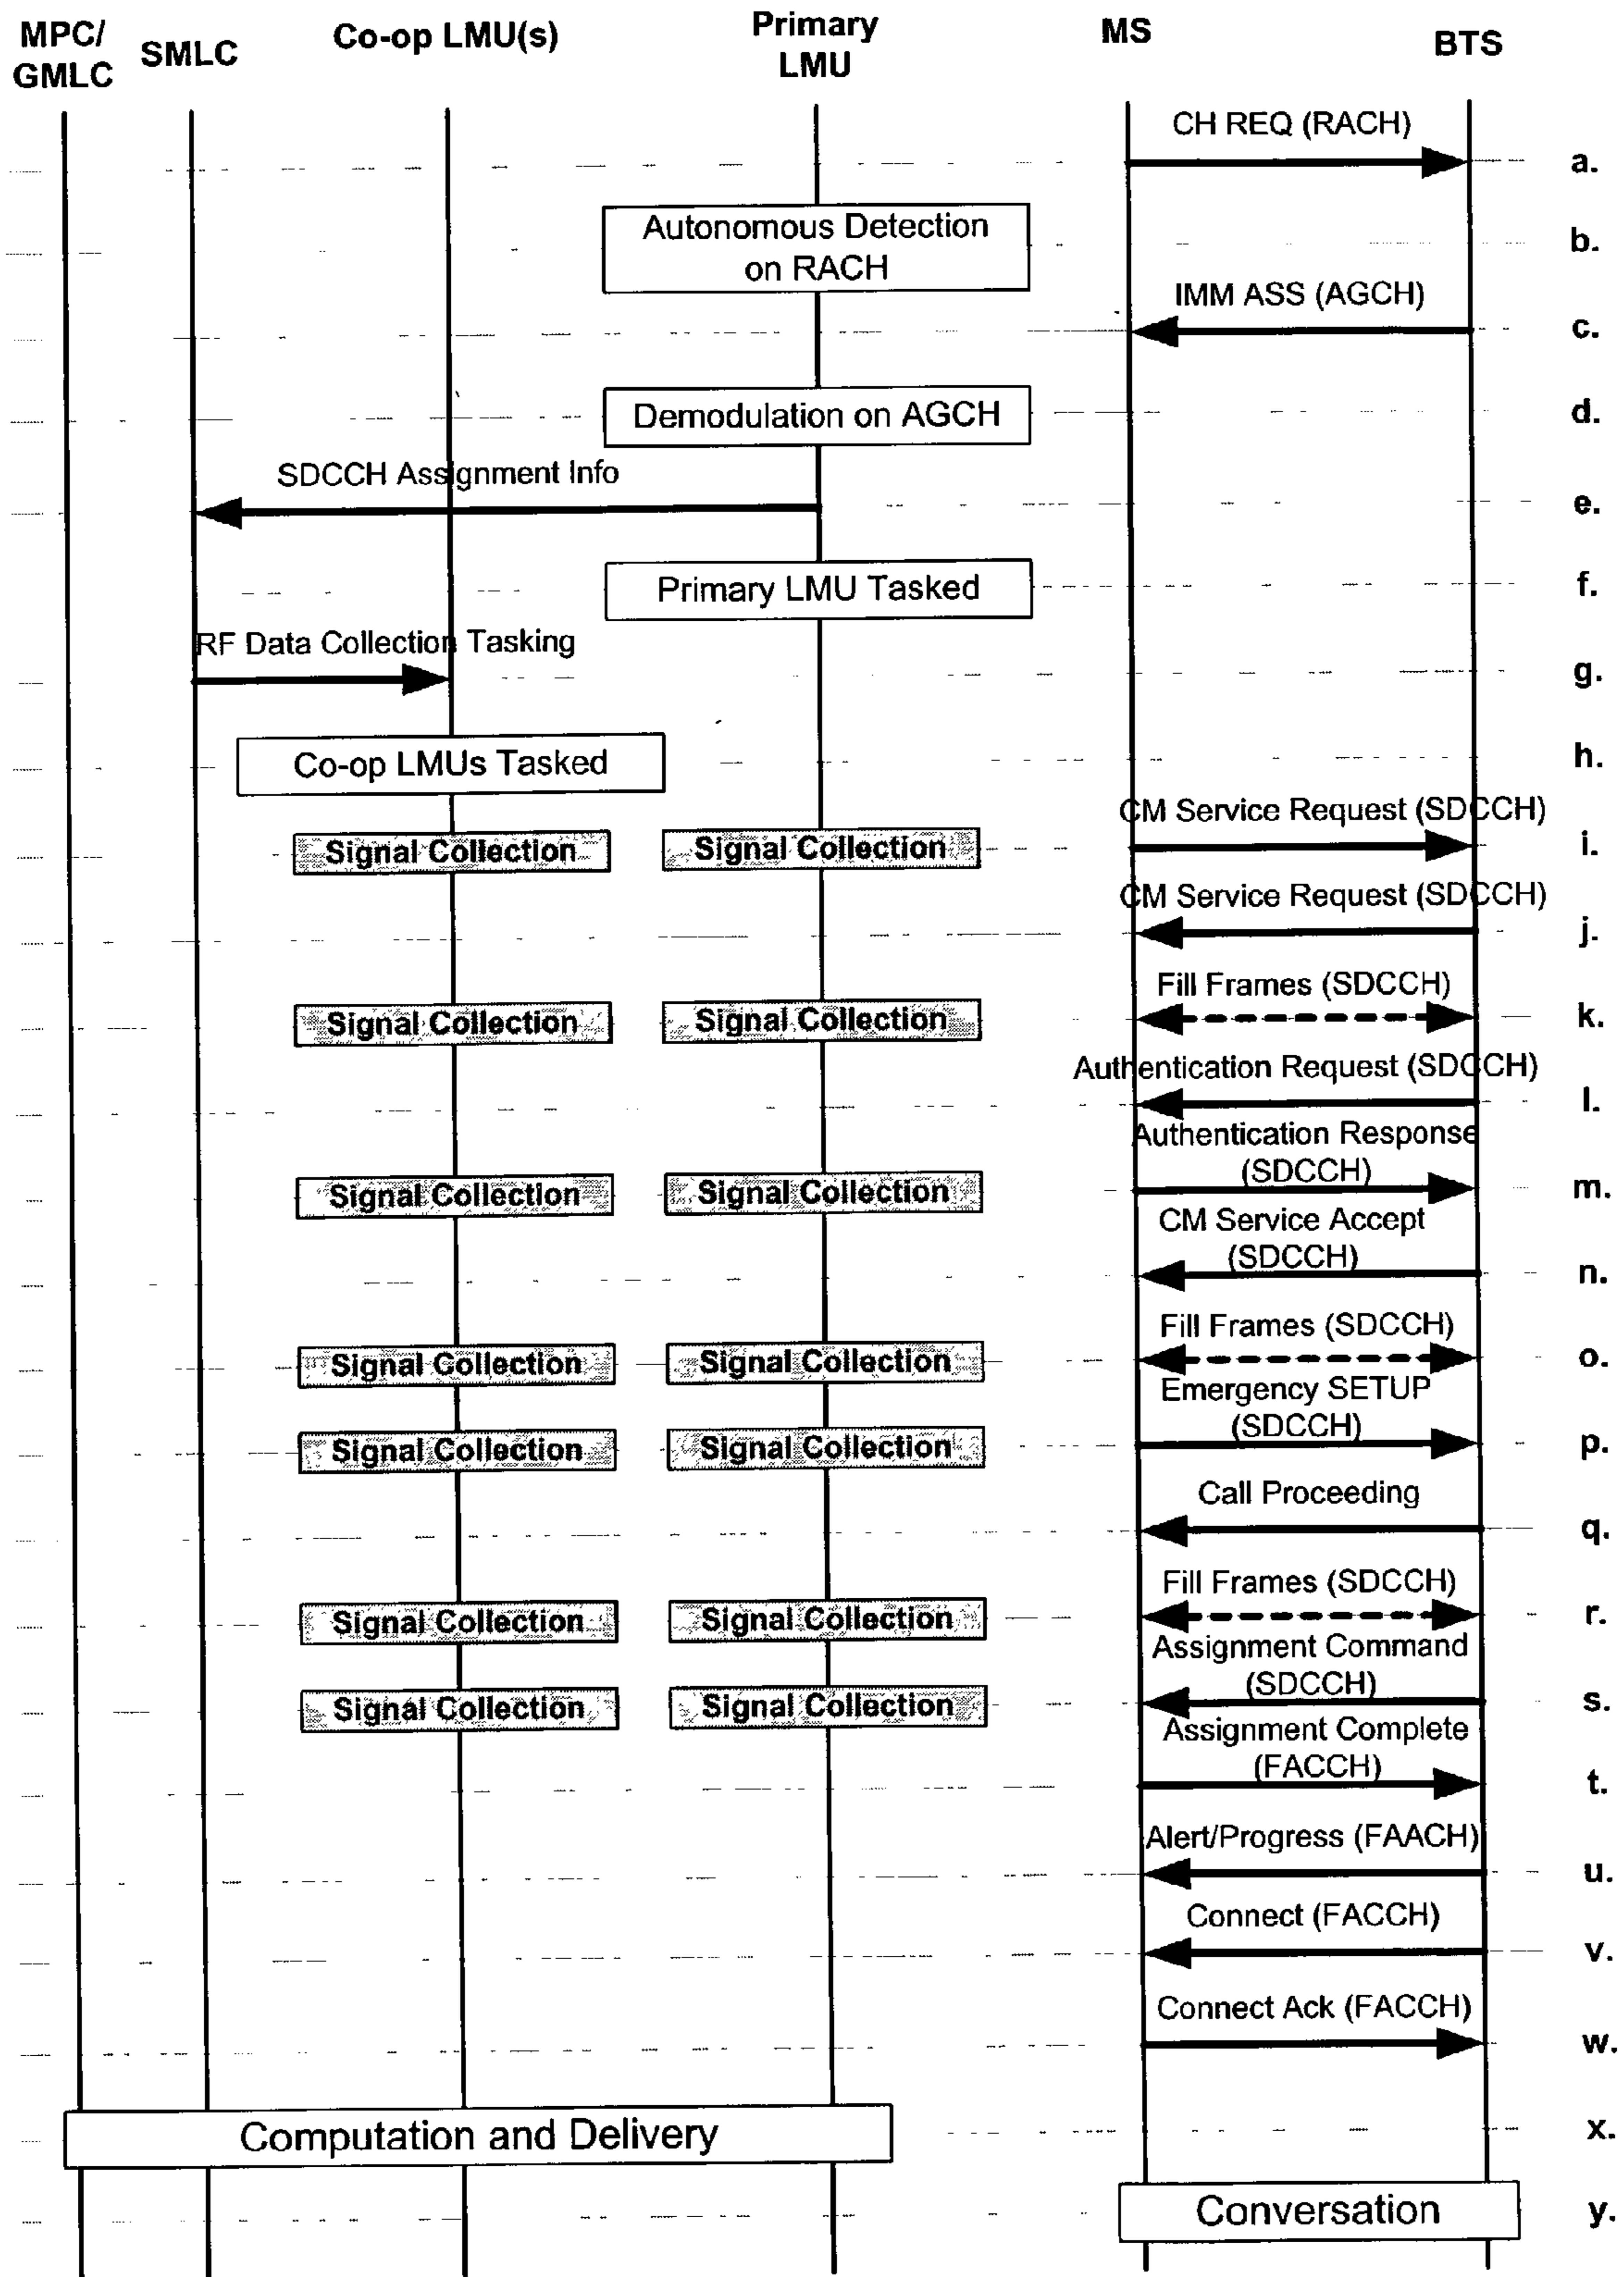 MPC/
GMLC
SMLC
Co-op LMU(s)
Primary
LMU
MS
BTS
CH REQ (RACH)
a.
Autonomous Detection
on RACH
b.
IMM ASS (AGCH)
c.
Demodulation on AGCH
d.
SDCCH Assignment Info
e.
Primary LMU Tasked
f.
RF Data Collection Tasking
g.
Co-op LMUs Tasked
h.
CM Service Request (SDCCH)
Signal Collection
Signal Collection
i.
CM Service Request (SDCCH)
j.
Fill Frames (SDCCH)
Signal Collection
Signal Collection
k.
Authentication Request (SDCCH)
l.
Authentication Response
(SDCCH)
Signal Collection
Signal Collection
m.
CM Service Accept
(SDCCH)
n.
Fill Frames (SDCCH)
Signal Collection
Signal Collection
o.
Emergency SETUP
(SDCCH)
Signal Collection
Signal Collection
p.
Call Proceeding
q.
Fill Frames (SDCCH)
Signal Collection
Signal Collection
r.
Assignment Command
(SDCCH)
Signal Collection
Signal Collection
s.
Assignment Complete
(FACCH)
t.
Alert/Progress (FAACH)
u.
Connect (FACCH)
v.
Connect Ack (FACCH)
w.
Computation and Delivery
x.
Conversation
y.